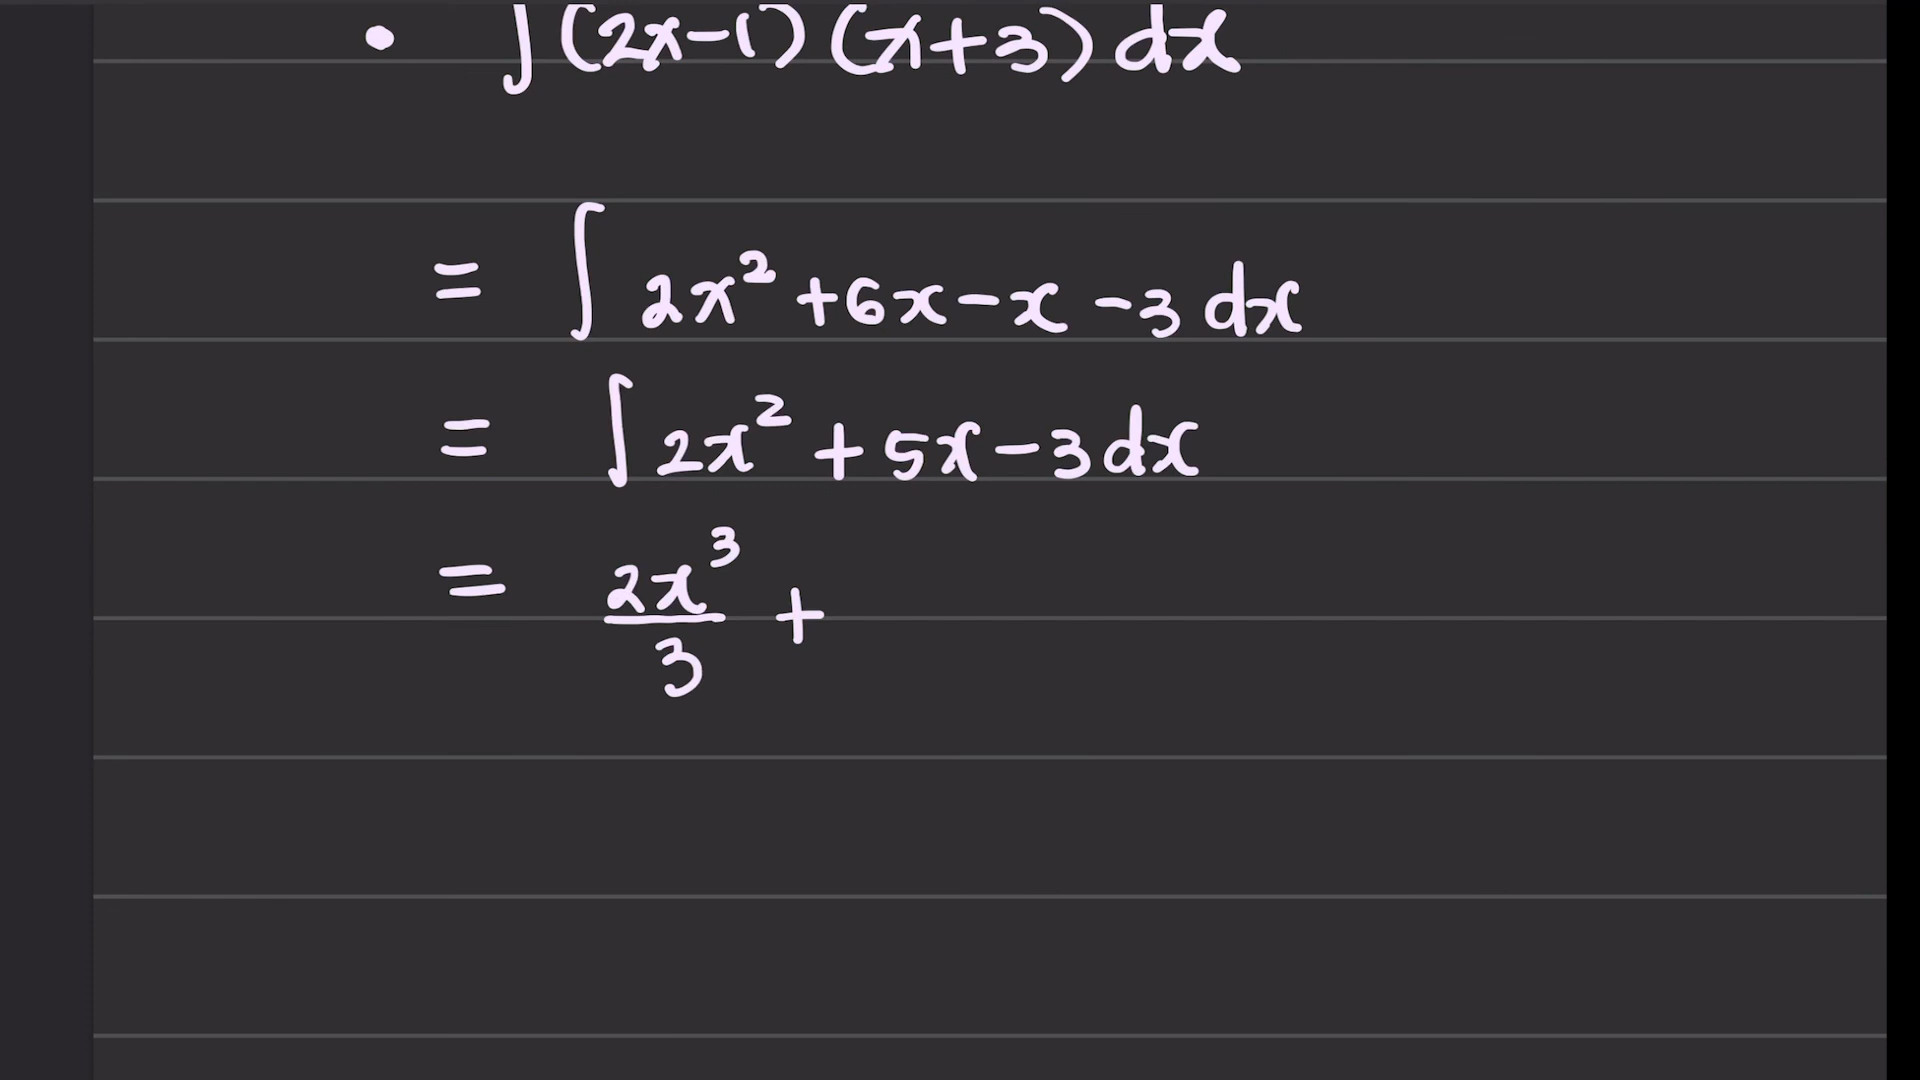 • ∫(2x-1)(x+3)dx
= ∫ 2x² +6x-x-3 dx
= ∫ 2x² + 5x-3 dx
= 2x³/3 +